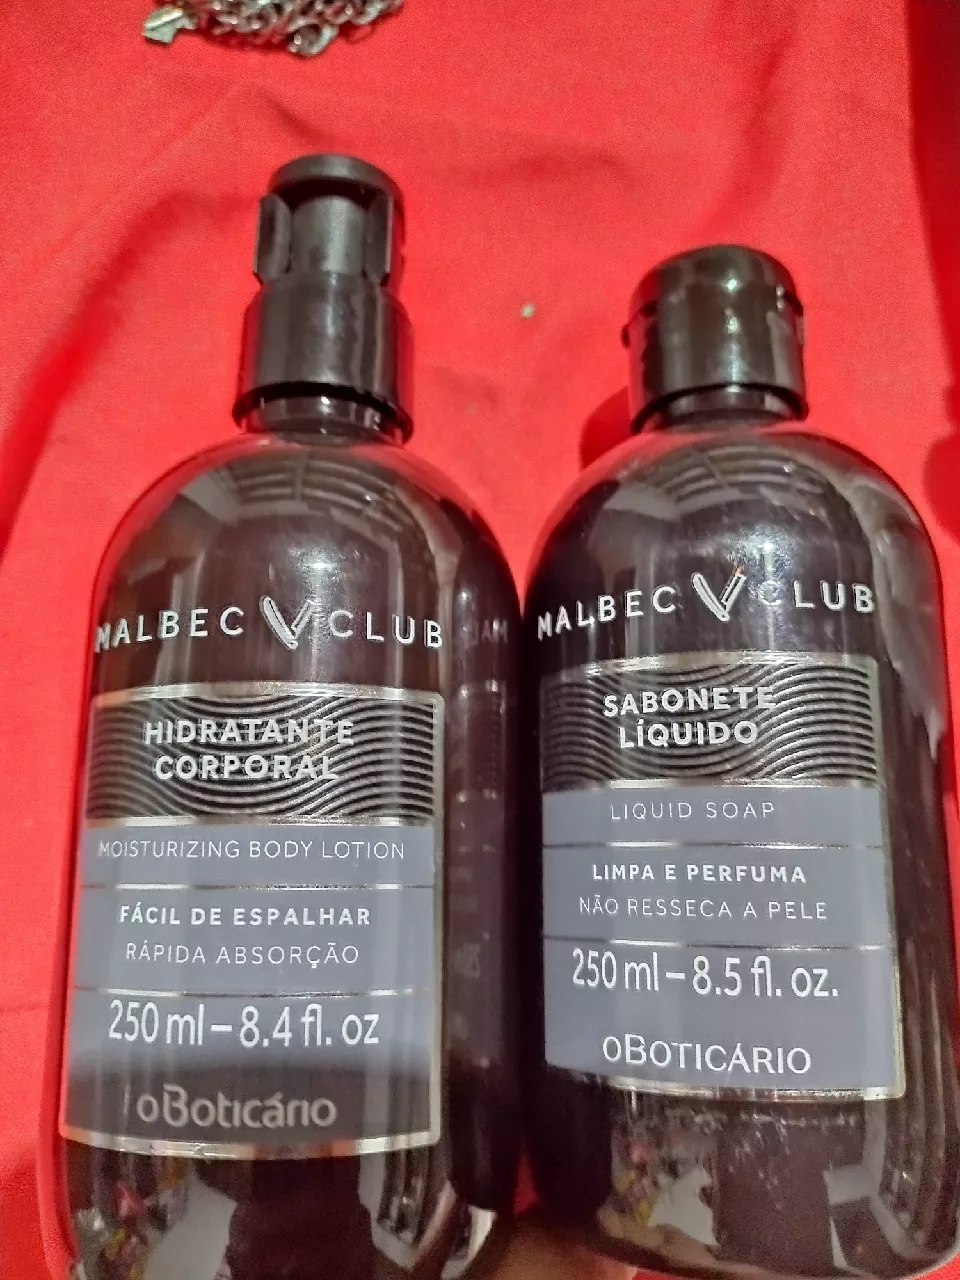 MALBEC CLUB
HIDRATANTE
CORPORAL
MOISTURIZING BODY LOTION
FÁCIL DE ESPALHAR
RÁPIDA ABSORÇÃO
250 ml – 8.4 fl. oz
oBoticário
MALBEC CLUB
SABONETE
LÍQUIDO
LIQUID SOAP
LIMPA E PERFUMA
NÃO RESSECA A PELE
250 ml – 8.5 fl. oz.
oBOTICÁRIO